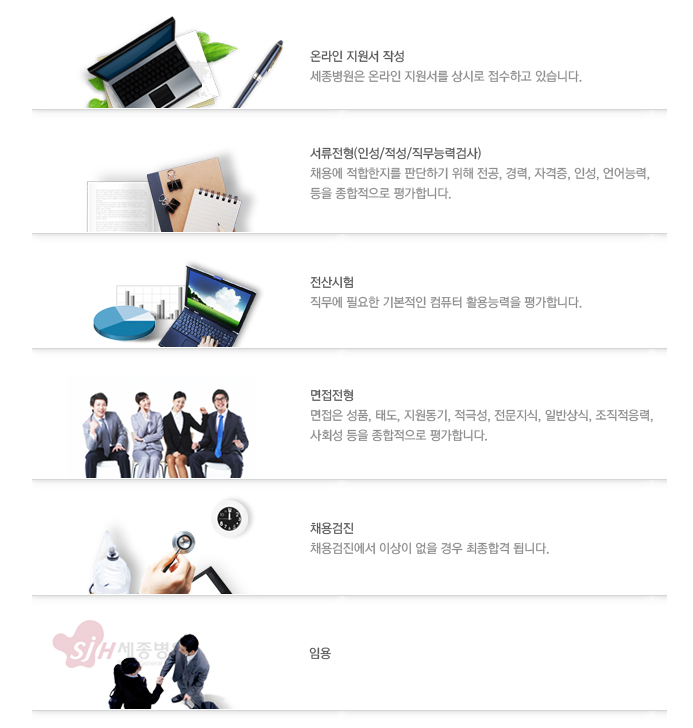 온라인 지원서 작성
세종병원은 온라인 지원서를 상시로 접수하고 있습니다.
서류전형(인성/적성/직무능력검사)
채용에 적합한지를 판단하기 위해 전공, 경력, 자격증, 인성, 언어능력,
등을 종합적으로 평가합니다.
전산시험
직무에 필요한 기본적인 컴퓨터 활용능력을 평가합니다.
면접전형
면접은 성품, 태도, 지원동기, 적극성, 전문지식, 일반상식, 조직적응력,
사회성 등을 종합적으로 평가합니다.
채용검진
채용검진에서 이상이 없을 경우 최종합격 됩니다.
SJH 세종병
임용